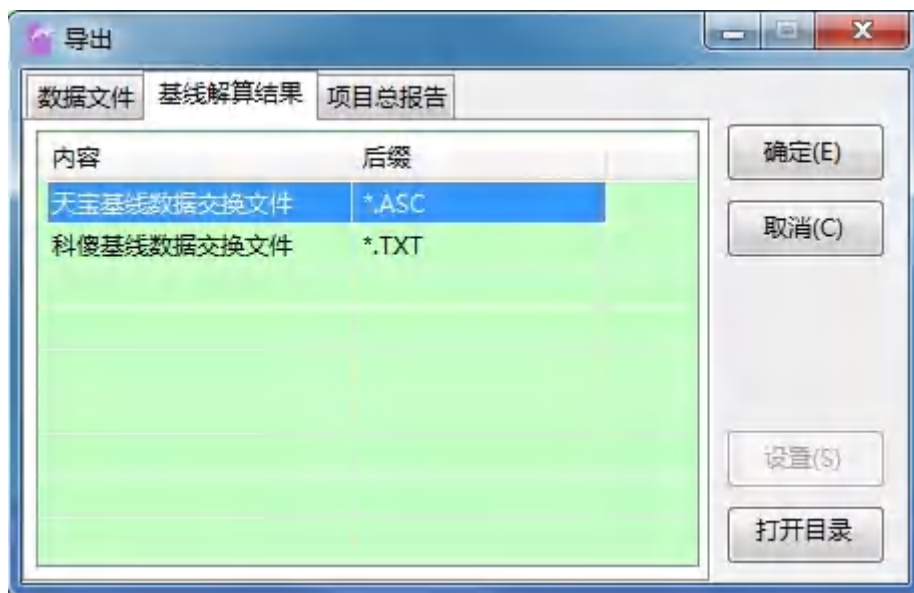 导出
数据文件 基线解算结果 项目总报告
内容 后缀
天宝基线数据交换文件 *.ASC
科傻基线数据交换文件 *.TXT
确定(E)
取消(C)
设置(S)
打开目录